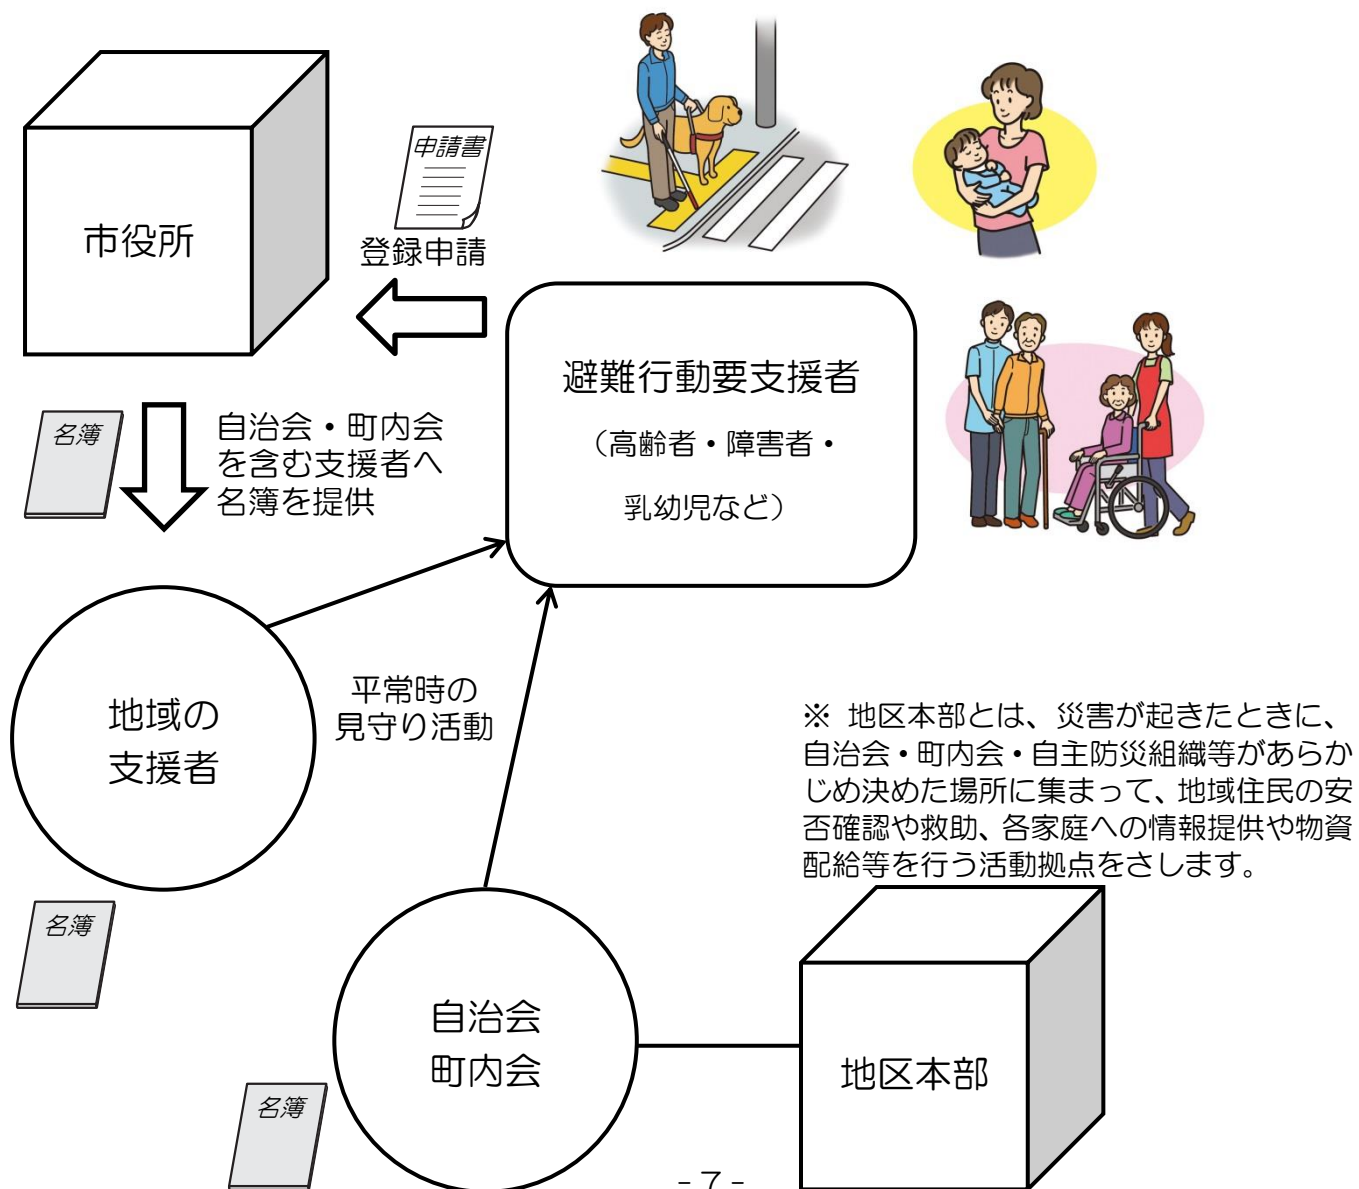 申請書
市役所
登録申請
避難行動要支援者
（高齢者・障害者・
乳幼児など）
名簿
自治会・町内会
を含む支援者へ
名簿を提供
地域の
支援者
平常時の
見守り活動
※ 地区本部とは、災害が起きたときに、
自治会・町内会・自主防災組織等があらか
じめ決めた場所に集まって、地域住民の安
否確認や救助、各家庭への情報提供や物資
配給等を行う活動拠点をさします。
名簿
自治会
町内会
地区本部
名簿
- 7 -